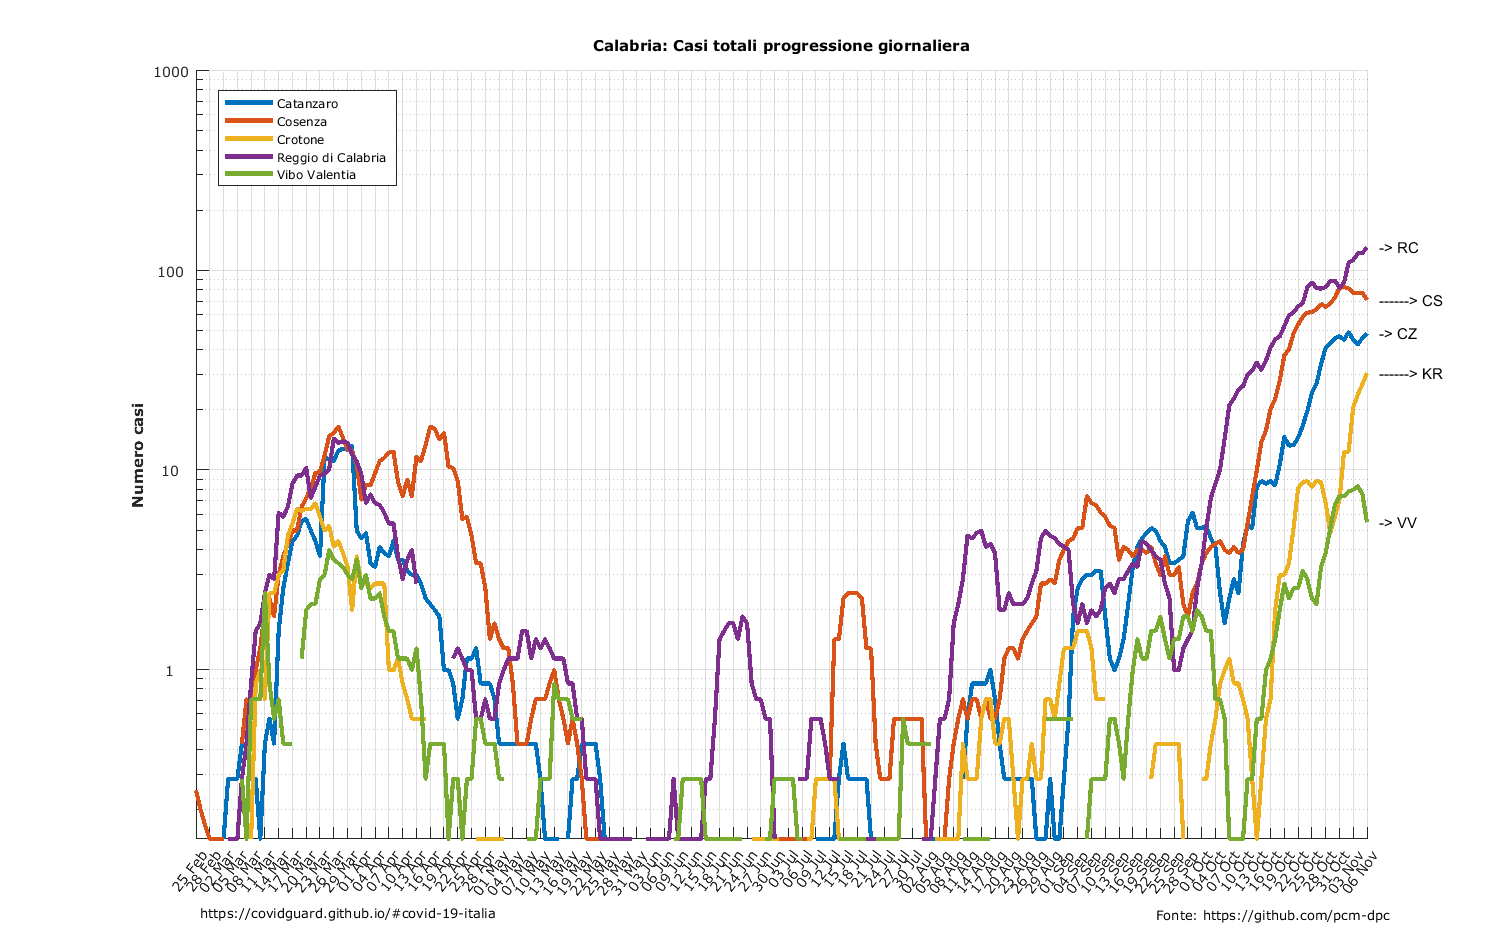 Calabria: Casi totali progressione giornaliera
1000
100
10
1
Numero casi
Catanzaro
Cosenza
Crotone
Reggio di Calabria
Vibo Valentia
-> RC
------> CS
-> CZ
------> KR
-> VV
25 Feb
28 Feb
02 Mar
05 Mar
08 Mar
11 Mar
14 Mar
17 Mar
20 Mar
23 Mar
26 Mar
29 Mar
01 Apr
04 Apr
07 Apr
10 Apr
13 Apr
16 Apr
19 Apr
22 Apr
25 Apr
28 Apr
01 May
04 May
07 May
10 May
13 May
16 May
19 May
22 May
25 May
28 May
31 May
03 Jun
06 Jun
09 Jun
12 Jun
15 Jun
18 Jun
21 Jun
24 Jun
27 Jun
30 Jun
03 Jul
06 Jul
09 Jul
12 Jul
15 Jul
18 Jul
21 Jul
24 Jul
27 Jul
30 Jul
02 Aug
05 Aug
08 Aug
11 Aug
14 Aug
17 Aug
20 Aug
23 Aug
26 Aug
29 Aug
01 Sep
04 Sep
07 Sep
10 Sep
13 Sep
16 Sep
19 Sep
22 Sep
25 Sep
28 Sep
01 Oct
04 Oct
07 Oct
10 Oct
13 Oct
16 Oct
19 Oct
22 Oct
25 Oct
28 Oct
31 Oct
03 Nov
06 Nov
https://covidguard.github.io/#covid-19-italia
Fonte: https://github.com/pcm-dpc